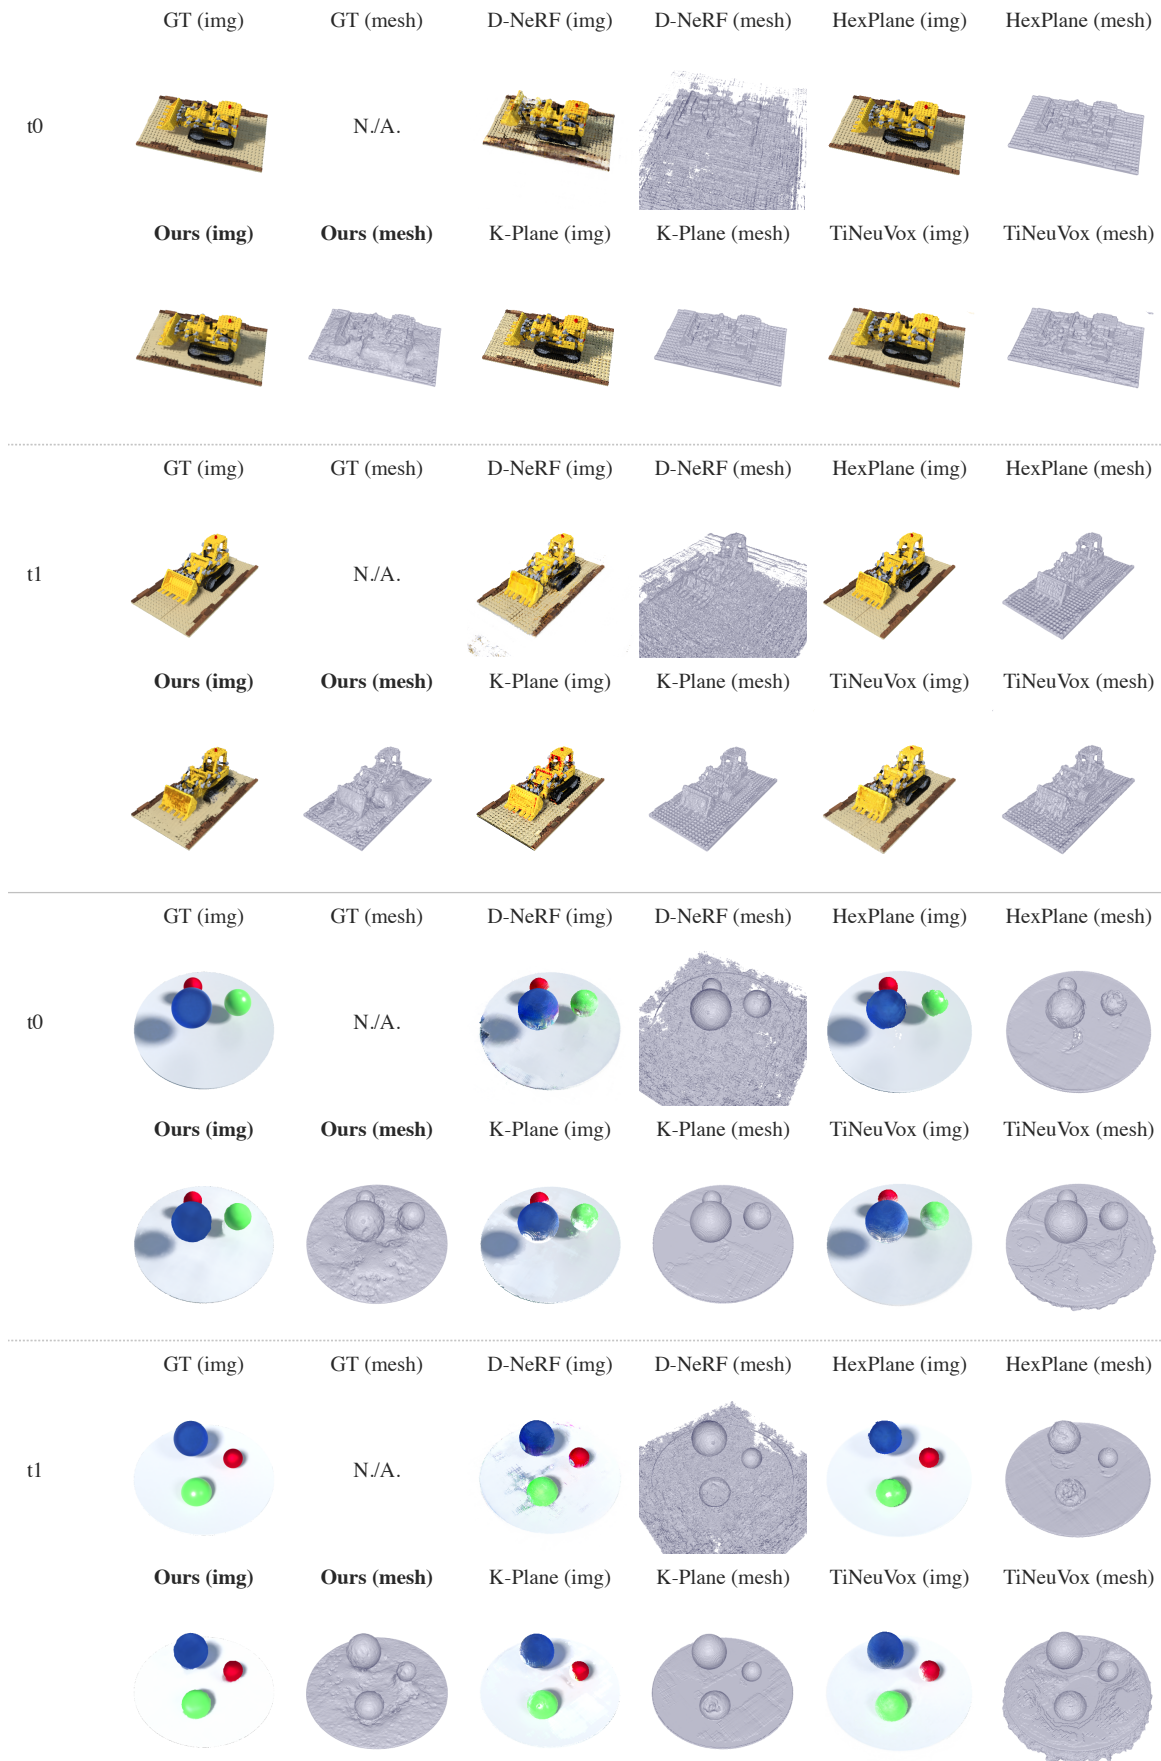 GT (img) GT (mesh) D-NeRF (img) D-NeRF (mesh) HexPlane (img) HexPlane (mesh)
t0 N./A.
Ours (img) Ours (mesh) K-Plane (img) K-Plane (mesh) TiNeuVox (img) TiNeuVox (mesh)
GT (img) GT (mesh) D-NeRF (img) D-NeRF (mesh) HexPlane (img) HexPlane (mesh)
t1 N./A.
Ours (img) Ours (mesh) K-Plane (img) K-Plane (mesh) TiNeuVox (img) TiNeuVox (mesh)
GT (img) GT (mesh) D-NeRF (img) D-NeRF (mesh) HexPlane (img) HexPlane (mesh)
t0 N./A.
Ours (img) Ours (mesh) K-Plane (img) K-Plane (mesh) TiNeuVox (img) TiNeuVox (mesh)
GT (img) GT (mesh) D-NeRF (img) D-NeRF (mesh) HexPlane (img) HexPlane (mesh)
t1 N./A.
Ours (img) Ours (mesh) K-Plane (img) K-Plane (mesh) TiNeuVox (img) TiNeuVox (mesh)